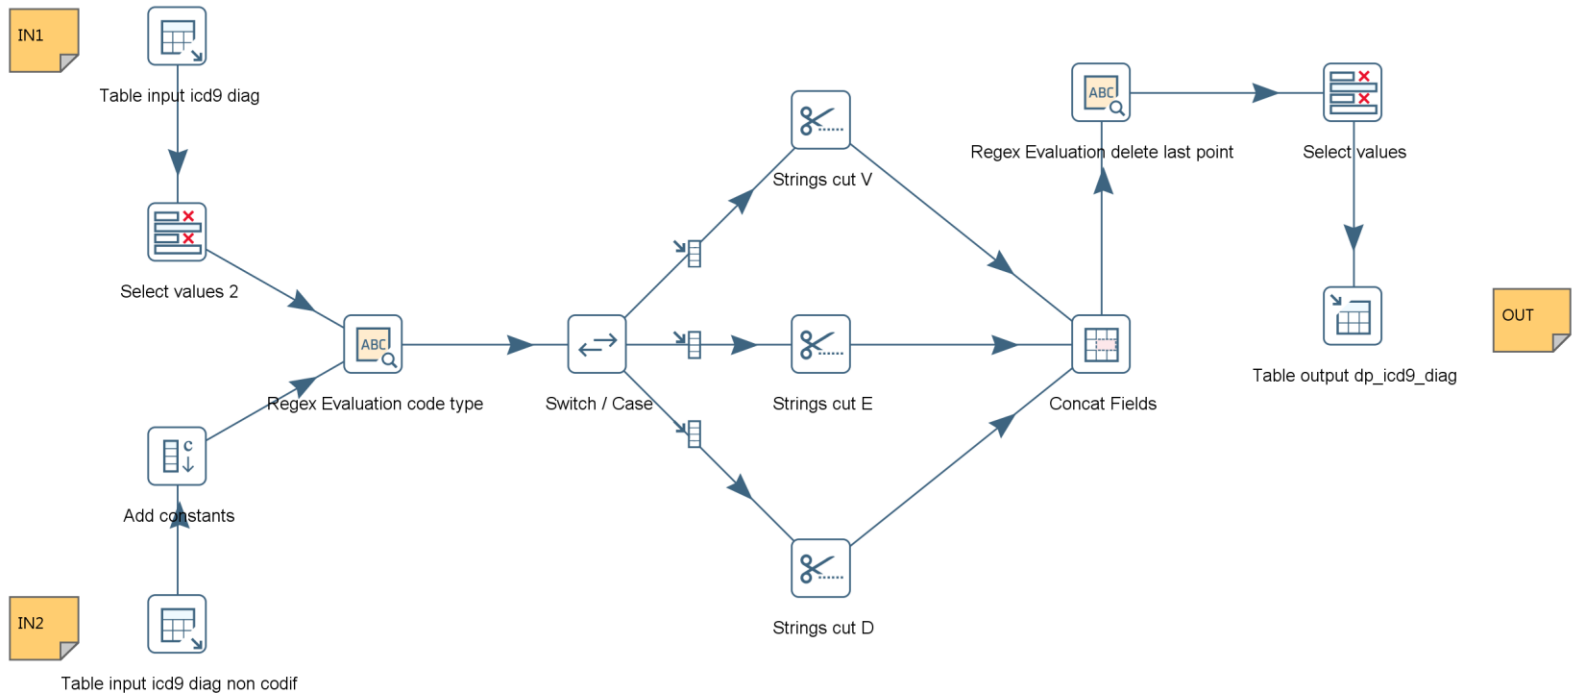 IN1
Table input icd9 diag
Select values 2
ABC
Regex Evaluation code type
C
Add constants
IN2
Table input icd9 diag non codif
Switch / Case
Strings cut V
Strings cut E
Strings cut D
Concat Fields
ABC
Regex Evaluation delete last point
Select values
Table output dp_icd9_diag
OUT